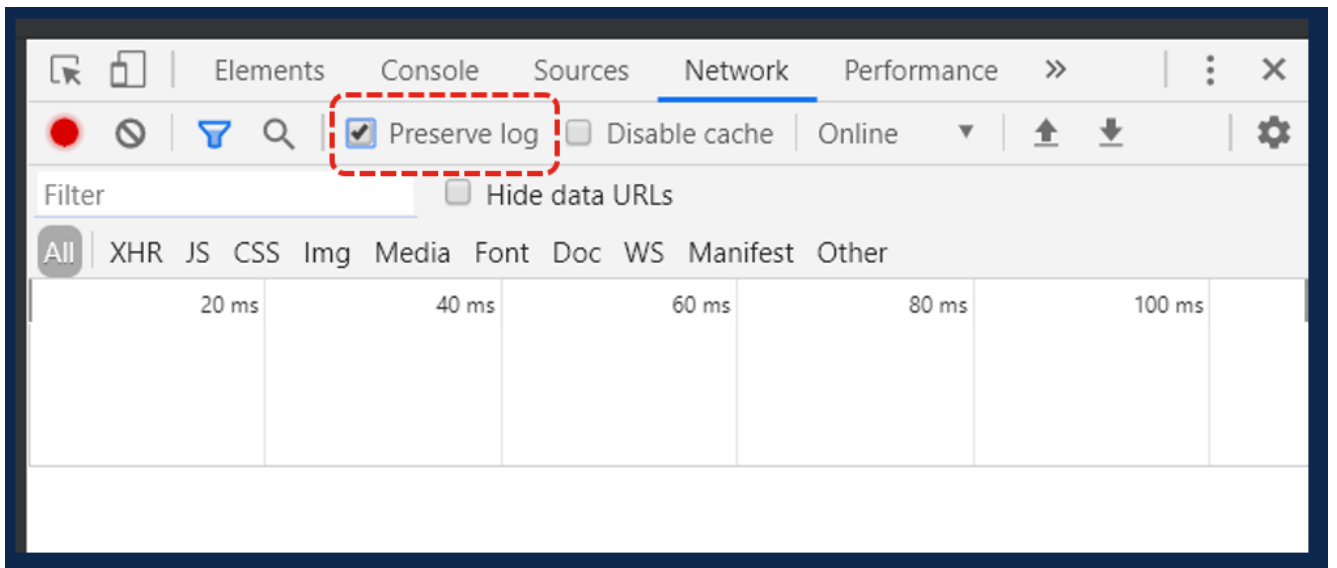 Elements Console Sources Network Performance »
Preserve log Disable cache Online
Filter Hide data URLs
All XHR JS CSS Img Media Font Doc WS Manifest Other
20 ms 40 ms 60 ms 80 ms 100 ms